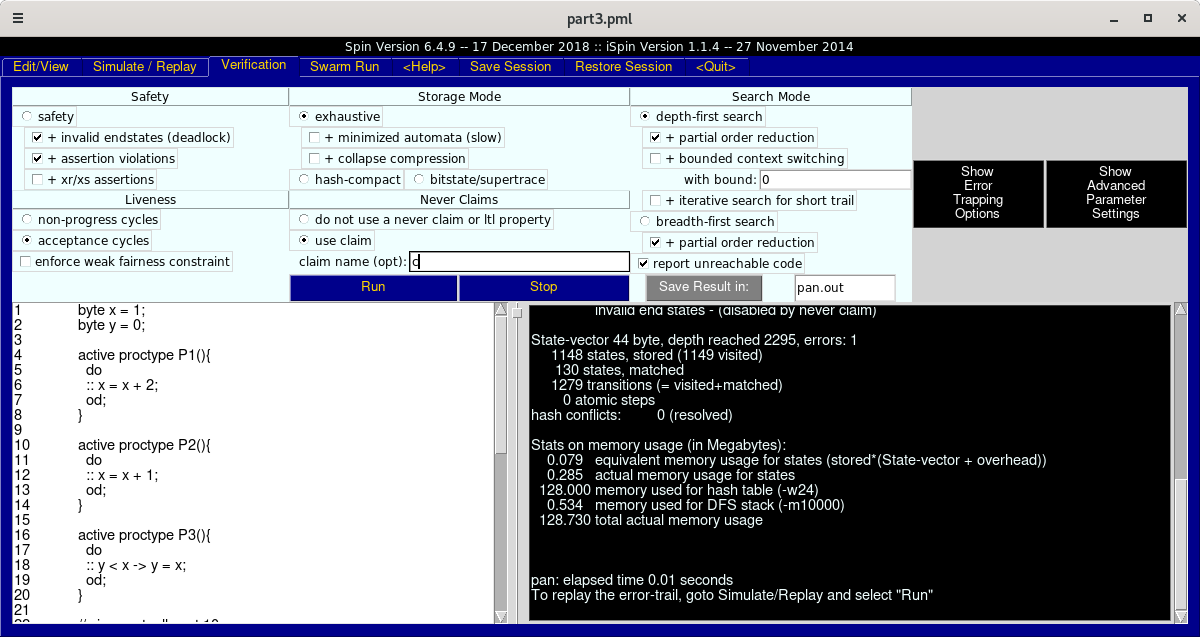 part3.pml
Spin Version 6.4.9 -- 17 December 2018 :: iSpin Version 1.1.4 -- 27 November 2014
Edit/View Simulate / Replay Verification Swarm Run <Help> Save Session Restore Session <Quit>
Safety
safety
+ invalid endstates (deadlock)
+ assertion violations
+ xr/xs assertions
Liveness
non-progress cycles
acceptance cycles
enforce weak fairness constraint
Storage Mode
exhaustive
+ minimized automata (slow)
+ collapse compression
hash-compact bitstate/supertrace
Never Claims
do not use a never claim or ltl property
use claim
claim name (opt): c
Run Stop
Search Mode
depth-first search
+ partial order reduction
+ bounded context switching
with bound: 0
+ iterative search for short trail
breadth-first search
+ partial order reduction
report unreachable code
Save Result in: pan.out
Show
Error
Trapping
Options
Show
Advanced
Parameter
Settings
1 byte x = 1;
2 byte y = 0;
3
4 active proctype P1(){
5 do
6 :: x = x + 2;
7 od;
8 }
9
10 active proctype P2(){
11 do
12 :: x = x + 1;
13 od;
14 }
15
16 active proctype P3(){
17 do
18 :: y < x -> y = x;
19 od;
20 }
21
invalid end states - (disabled by never claim)
State-vector 44 byte, depth reached 2295, errors: 1
1148 states, stored (1149 visited)
130 states, matched
1279 transitions (= visited+matched)
0 atomic steps
hash conflicts: 0 (resolved)
Stats on memory usage (in Megabytes):
0.079 equivalent memory usage for states (stored*(State-vector + overhead))
0.285 actual memory usage for states
128.000 memory used for hash table (-w24)
0.534 memory used for DFS stack (-m10000)
128.730 total actual memory usage
pan: elapsed time 0.01 seconds
To replay the error-trail, goto Simulate/Replay and select "Run"